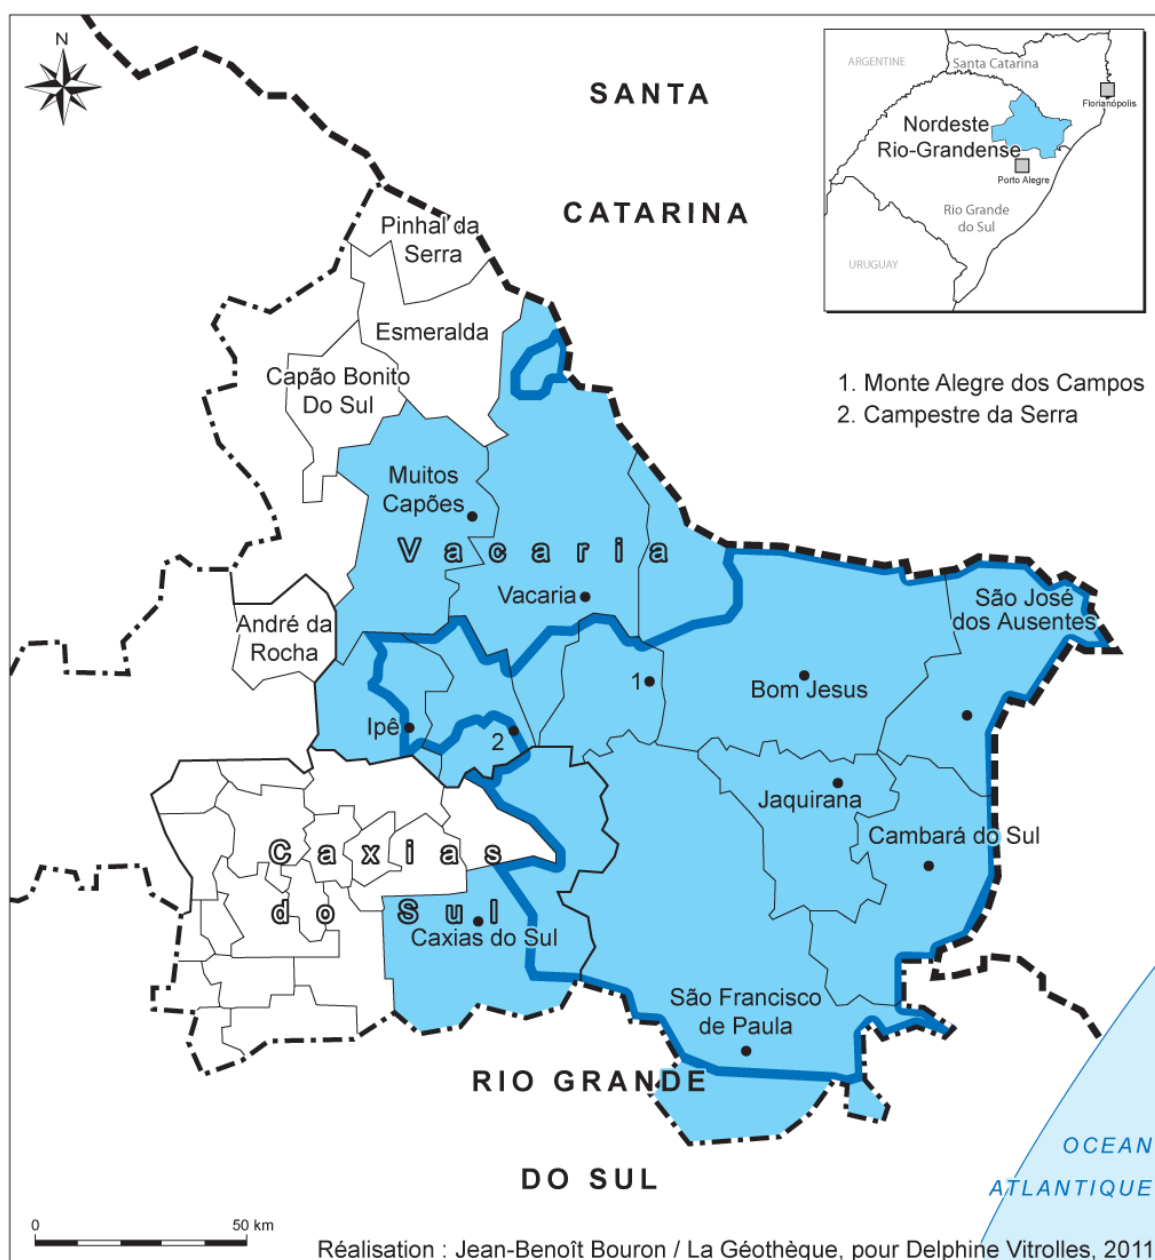 N
SANTA
CATARINA
ARGENTINE
Santa Catarina
Florianópolis
Nordeste
Rio-Grandense
Porto Alegre
Rio Grande
do Sul
URUGUAY
Pinhal da
Serra
Esmeralda
Capão Bonito
Do Sul
1. Monte Alegre dos Campos
2. Campestre da Serra
Muitos
Capões
Vacaria
Vacaria
André da
Rocha
São José
dos Ausentes
1
Bom Jesus
Ipê
2
Jaquirana
Cambará do Sul
Caxias
do Sul
Caxias do Sul
São Francisco
de Paula
RIO GRANDE
DO SUL
OCEAN
ATLANTIQUE
0
50 km
Réalisation : Jean-Benoît Bouron / La Géothèque, pour Delphine Vitrolles, 2011